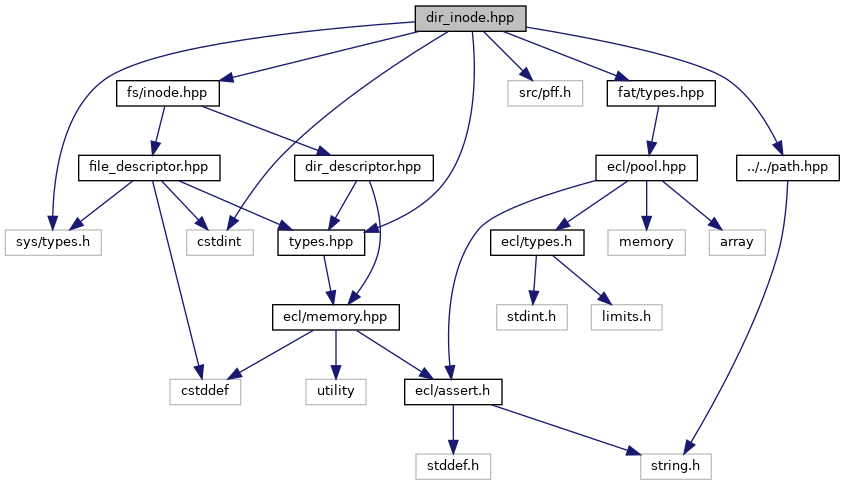 dir_inode.hpp
fs/inode.hpp
src/pff.h
fat/types.hpp
file_descriptor.hpp
dir_descriptor.hpp
ecl/pool.hpp
../../path.hpp
sys/types.h
cstdint
types.hpp
ecl/types.h
memory
array
ecl/memory.hpp
stdint.h
limits.h
cstddef
utility
ecl/assert.h
stddef.h
string.h